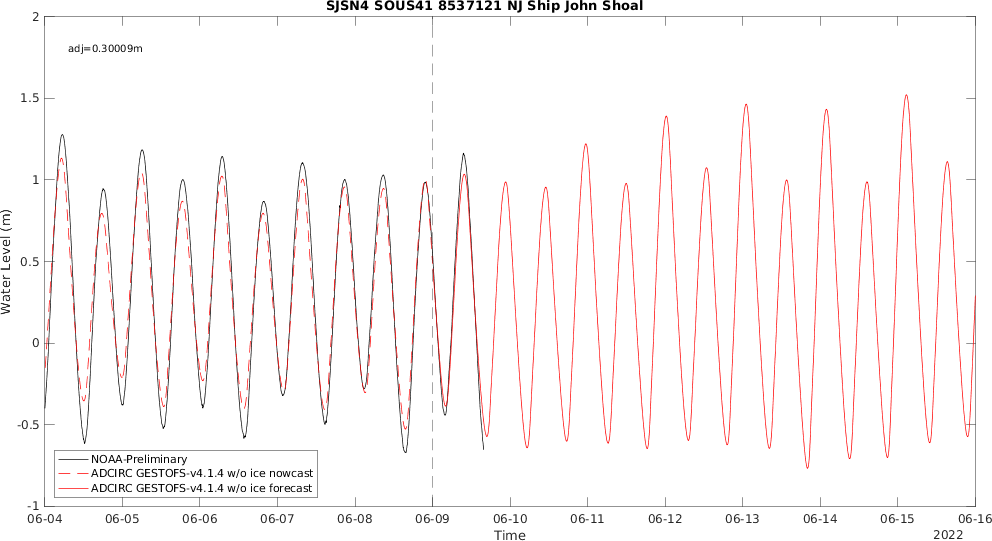 SJSN4 SOUS41 8537121 NJ Ship John Shoal
adj=0.30009m
2
1.5
1
0.5
0
-0.5
-1
Water Level (m)
NOAA-Preliminary
ADCIRC GESTOFS-v4.1.4 w/o ice nowcast
ADCIRC GESTOFS-v4.1.4 w/o ice forecast
06-04 06-05 06-06 06-07 06-08 06-09 06-10 06-11 06-12 06-13 06-14 06-15 06-16
Time
2022